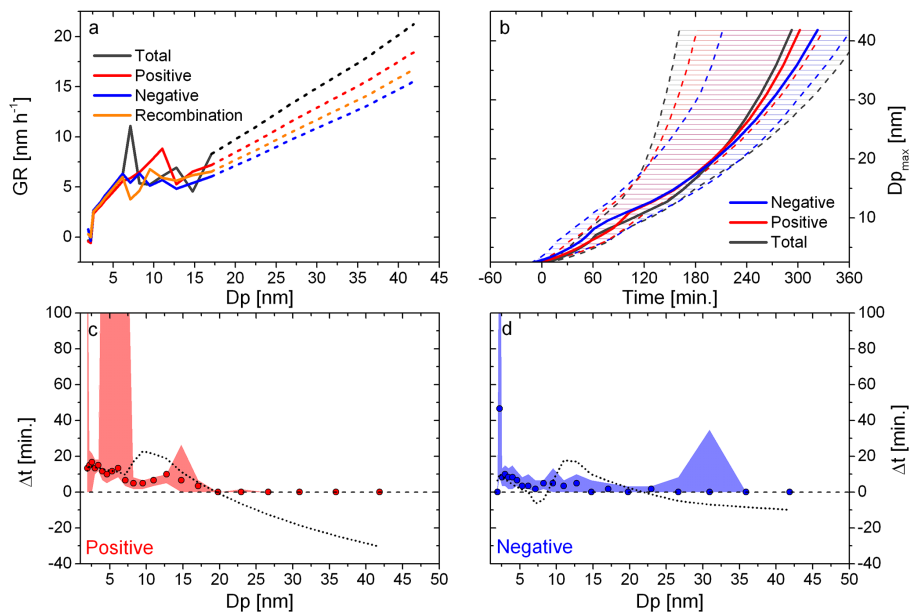 a
GR [nm h⁻¹]
20
15
10
5
0
Total
Positive
Negative
Recombination
5 10 15 20 25 30 35 40 45
Dp [nm]
b
Dp_max [nm]
40
30
20
10
Negative
Positive
Total
-60 0 60 120 180 240 300 360
Time [min.]
c
Δt [min.]
100
80
60
40
20
0
-20
-40
Positive
5 10 15 20 25 30 35 40 45 50
Dp [nm]
d
Δt [min.]
100
80
60
40
20
0
-20
-40
Negative
5 10 15 20 25 30 35 40 45 50
Dp [nm]